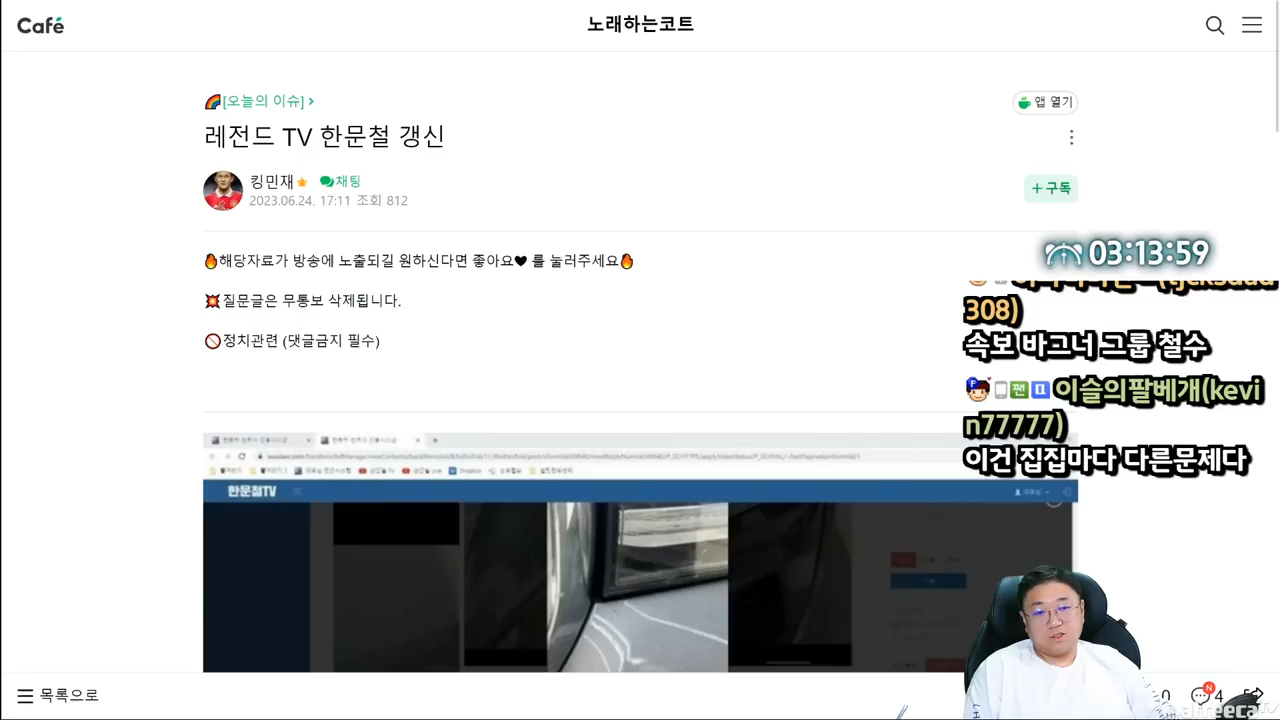 Café
노래하는코트
[오늘의 이슈]
앱 열기
레전드 TV 한문철 갱신
킹민재
채팅
2023.06.24. 17:11 조회 812
+ 구독
해당자료가 방송에 노출되길 원하신다면 좋아요 를 눌러주세요
질문글은 무통보 삭제됩니다.
정치관련 (댓글금지 필수)
03:13:59
308)
속보 바그너 그룹 철수
이슬의팔베개(kevi
n77777)
이건 집집마다 다른문제다
한문철TV
목록으로
0
N
4
afreecaTV